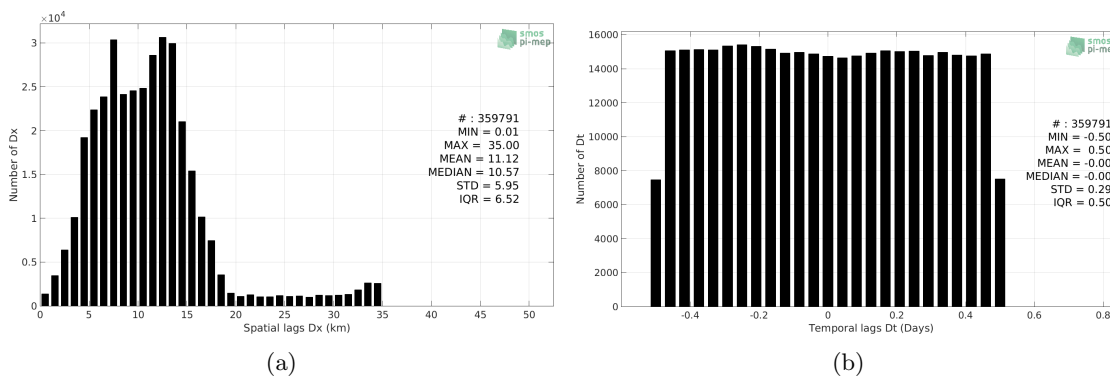 ×10⁴
3
2.5
2
1.5
1
0.5
0
Number of Dx
smos
pi-mep
# : 359791
MIN = 0.01
MAX = 35.00
MEAN = 11.12
MEDIAN = 10.57
STD = 5.95
IQR = 6.52
0 5 10 15 20 25 30 35 40 45 50
Spatial lags Dx (km)
(a)
16000
14000
12000
10000
8000
6000
4000
2000
0
Number of Dt
smos
pi-me
# : 359791
MIN = -0.50
MAX = 0.50
MEAN = -0.00
MEDIAN = -0.00
STD = 0.29
IQR = 0.50
-0.4 -0.2 0 0.2 0.4 0.6 0.8
Temporal lags Dt (Days)
(b)